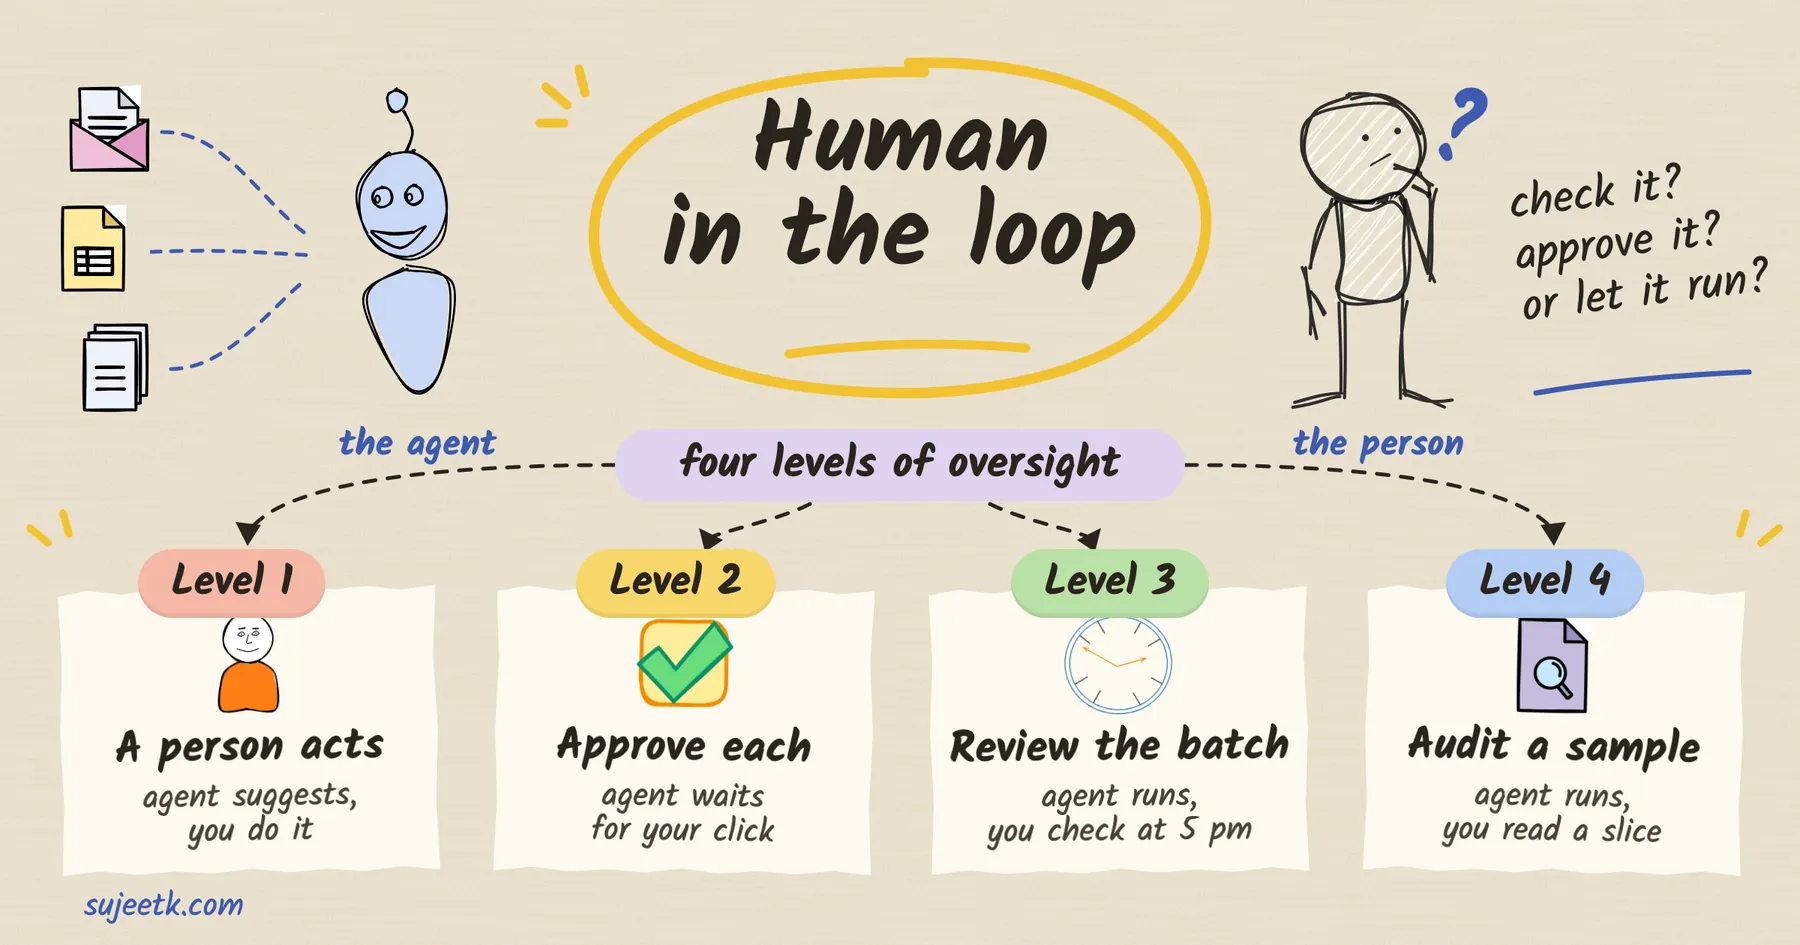 Human
in the loop
check it?
approve it?
or let it run?
the agent
the person
four levels of oversight
Level 1
A person acts
agent suggests,
you do it
Level 2
Approve each
agent waits
for your click
Level 3
Review the batch
agent runs,
you check at 5 pm
Level 4
Audit a sample
agent runs,
you read a slice
sujeetk.com